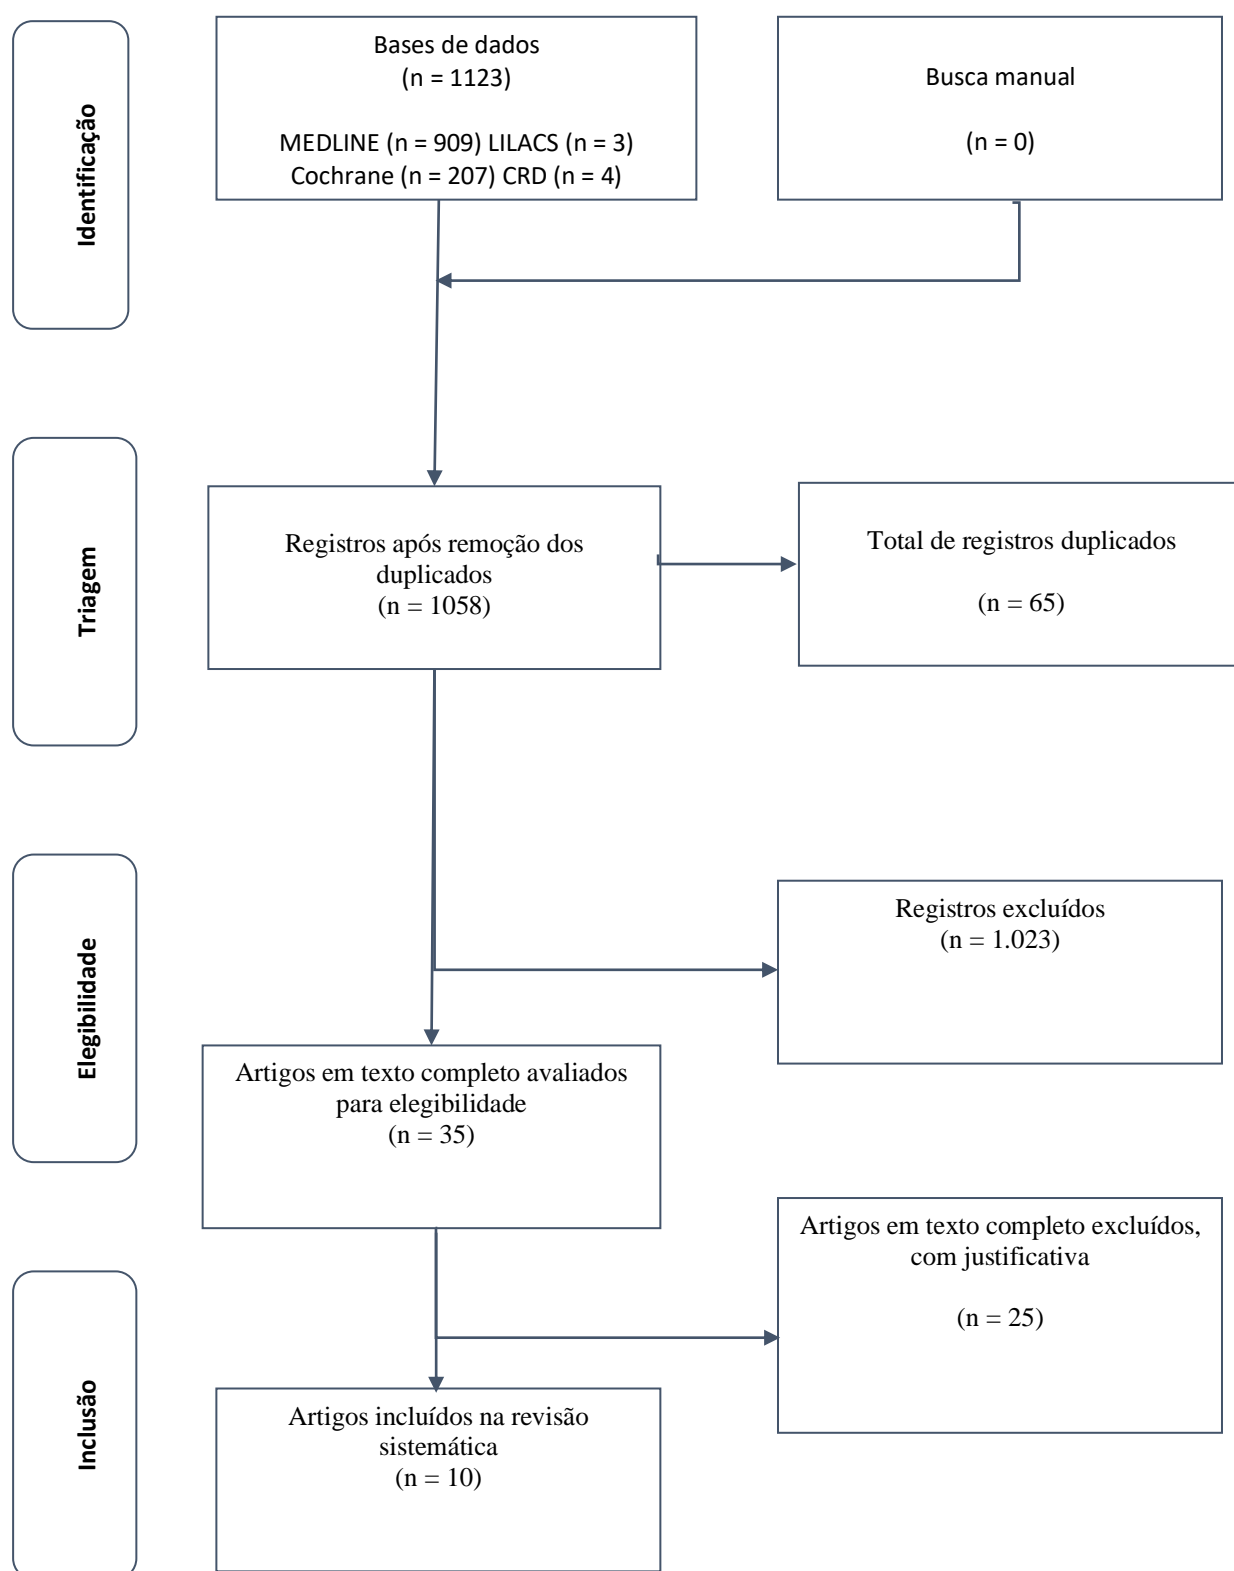 Identificação
Bases de dados
(n = 1123)
MEDLINE (n = 909) LILACS (n = 3)
Cochrane (n = 207) CRD (n = 4)
Busca manual
(n = 0)
Triagem
Registros após remoção dos
duplicados
(n = 1058)
Total de registros duplicados
(n = 65)
Elegibilidade
Registros excluídos
(n = 1.023)
Artigos em texto completo avaliados
para elegibilidade
(n = 35)
Artigos em texto completo excluídos,
com justificativa
(n = 25)
Inclusão
Artigos incluídos na revisão
sistemática
(n = 10)